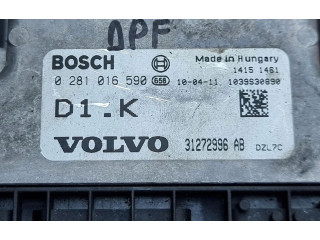 DPF
BOSCH Made in Hungary
0 281 016 590 G5B 10-04-11 1415 1461
1039S30890
D1.K
VOLVO 31272996 AB DZL7C